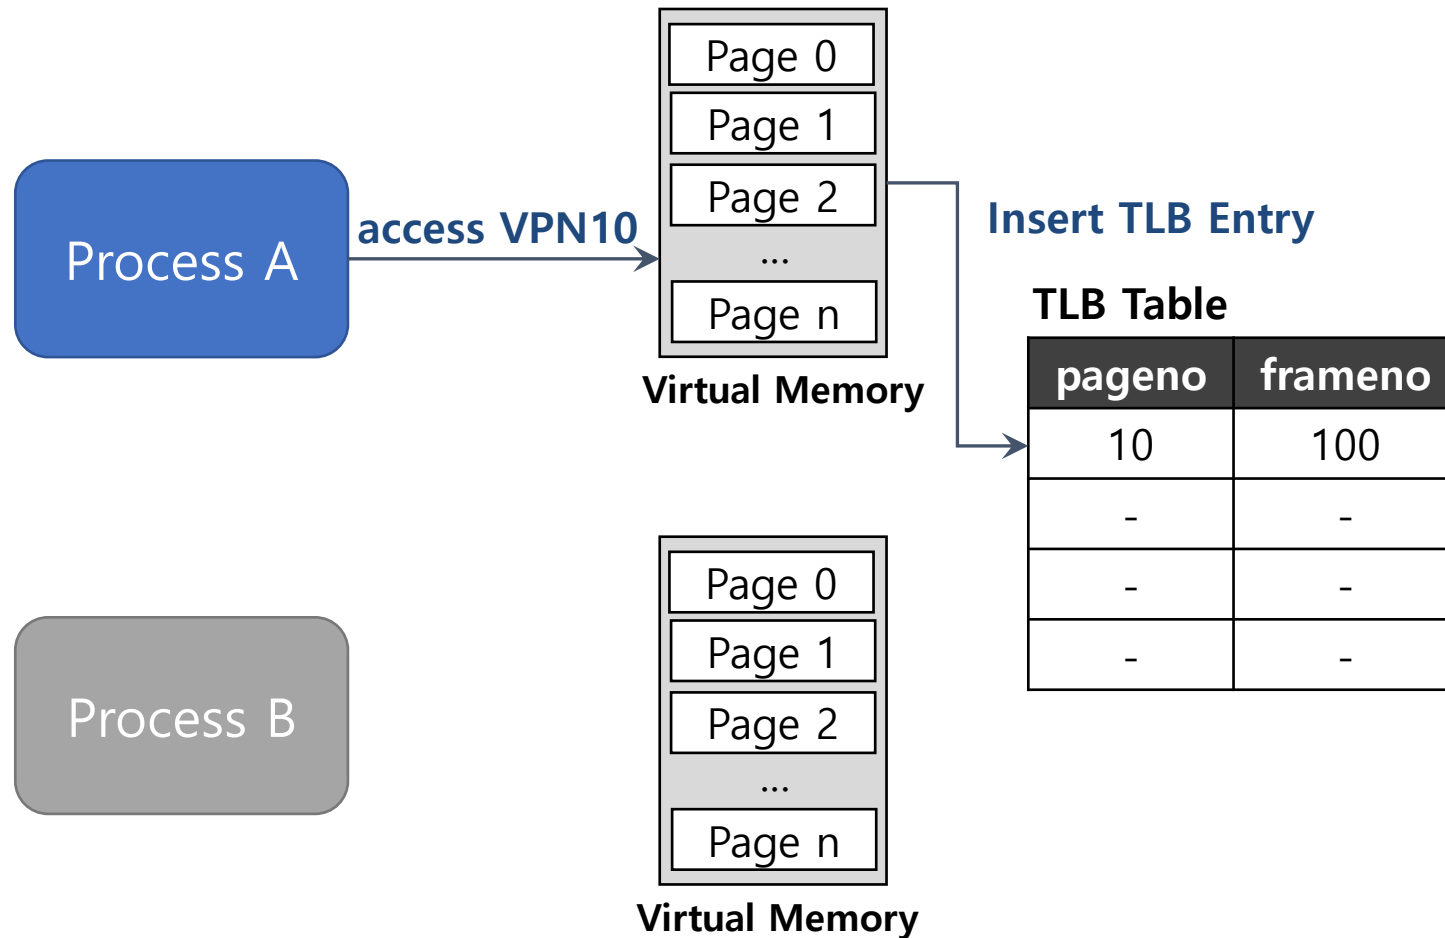 Page 0
Page 1
Page 2
...
Page n
Virtual Memory
Process A
access VPN10
Insert TLB Entry
TLB Table
pageno frameno
10 100
- -
- -
- -
Process B
Page 0
Page 1
Page 2
...
Page n
Virtual Memory